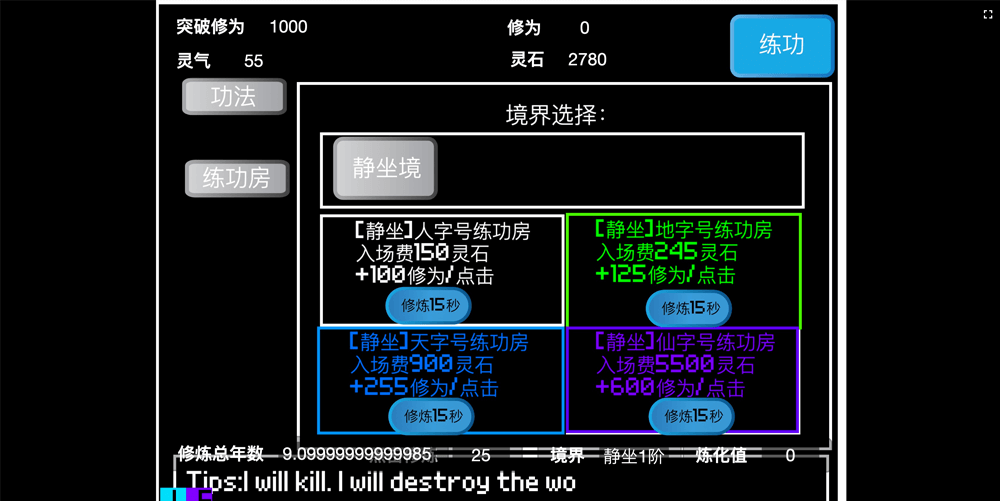 突破修为 1000 修为 0 练功
灵气 55 灵石 2780
功法
练功房
境界选择：
静坐境
[静坐]人字号练功房
入场费150灵石
+100修为/点击
修炼15秒
[静坐]地字号练功房
入场费245灵石
+125修为/点击
修炼15秒
[静坐]天字号练功房
入场费900灵石
+255修为/点击
修炼15秒
[静坐]仙字号练功房
入场费5500灵石
+600修为/点击
修炼15秒
修炼总年数 9.09999999999985 25 境界 静坐1阶 炼化值 0
Tips:I will kill. I will destroy the wo